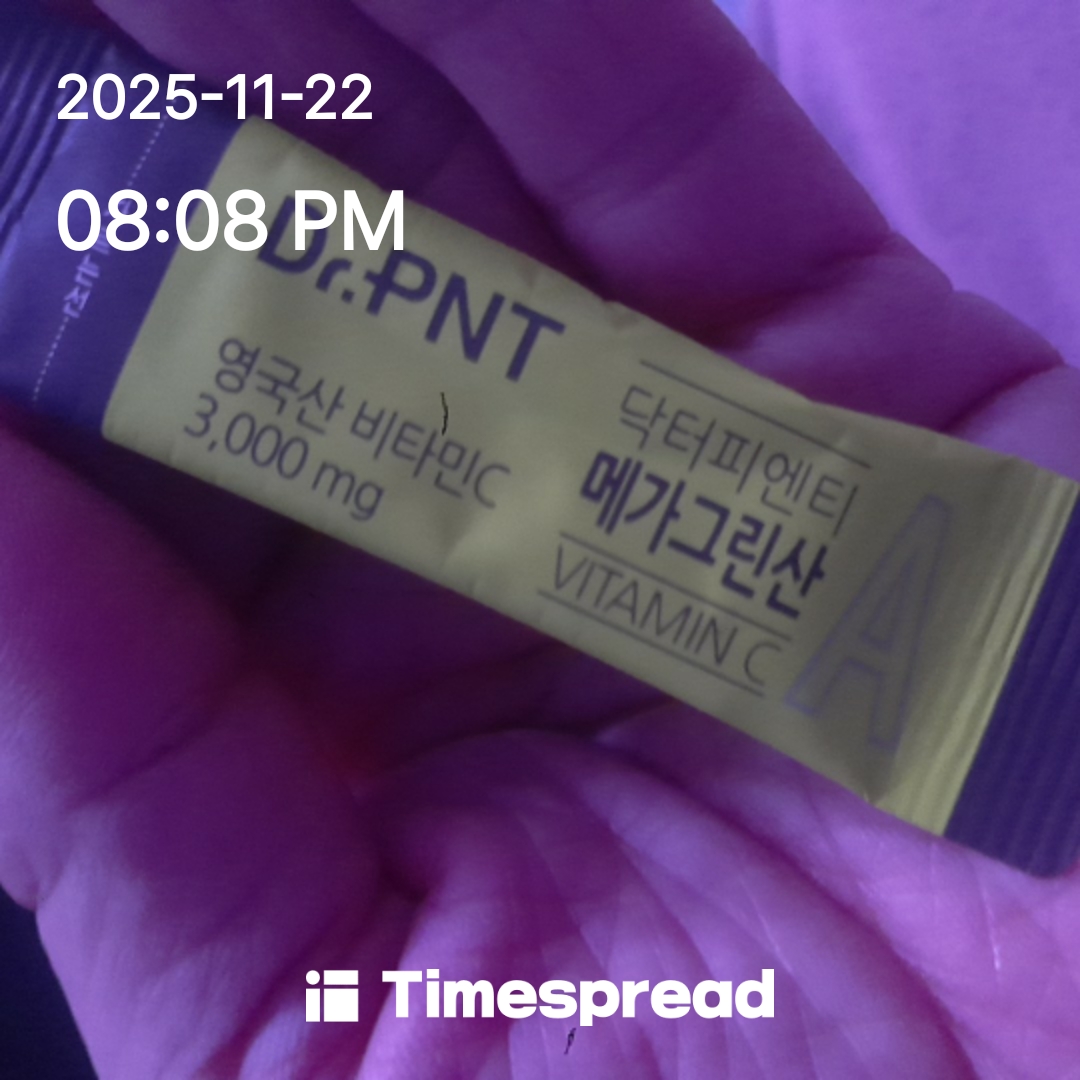 2025-11-22
08:08 PM
Dr.PNT
영국산 비타민C
3,000 mg
닥터피엔티
메가그린산
VITAMIN C
A
Timespread